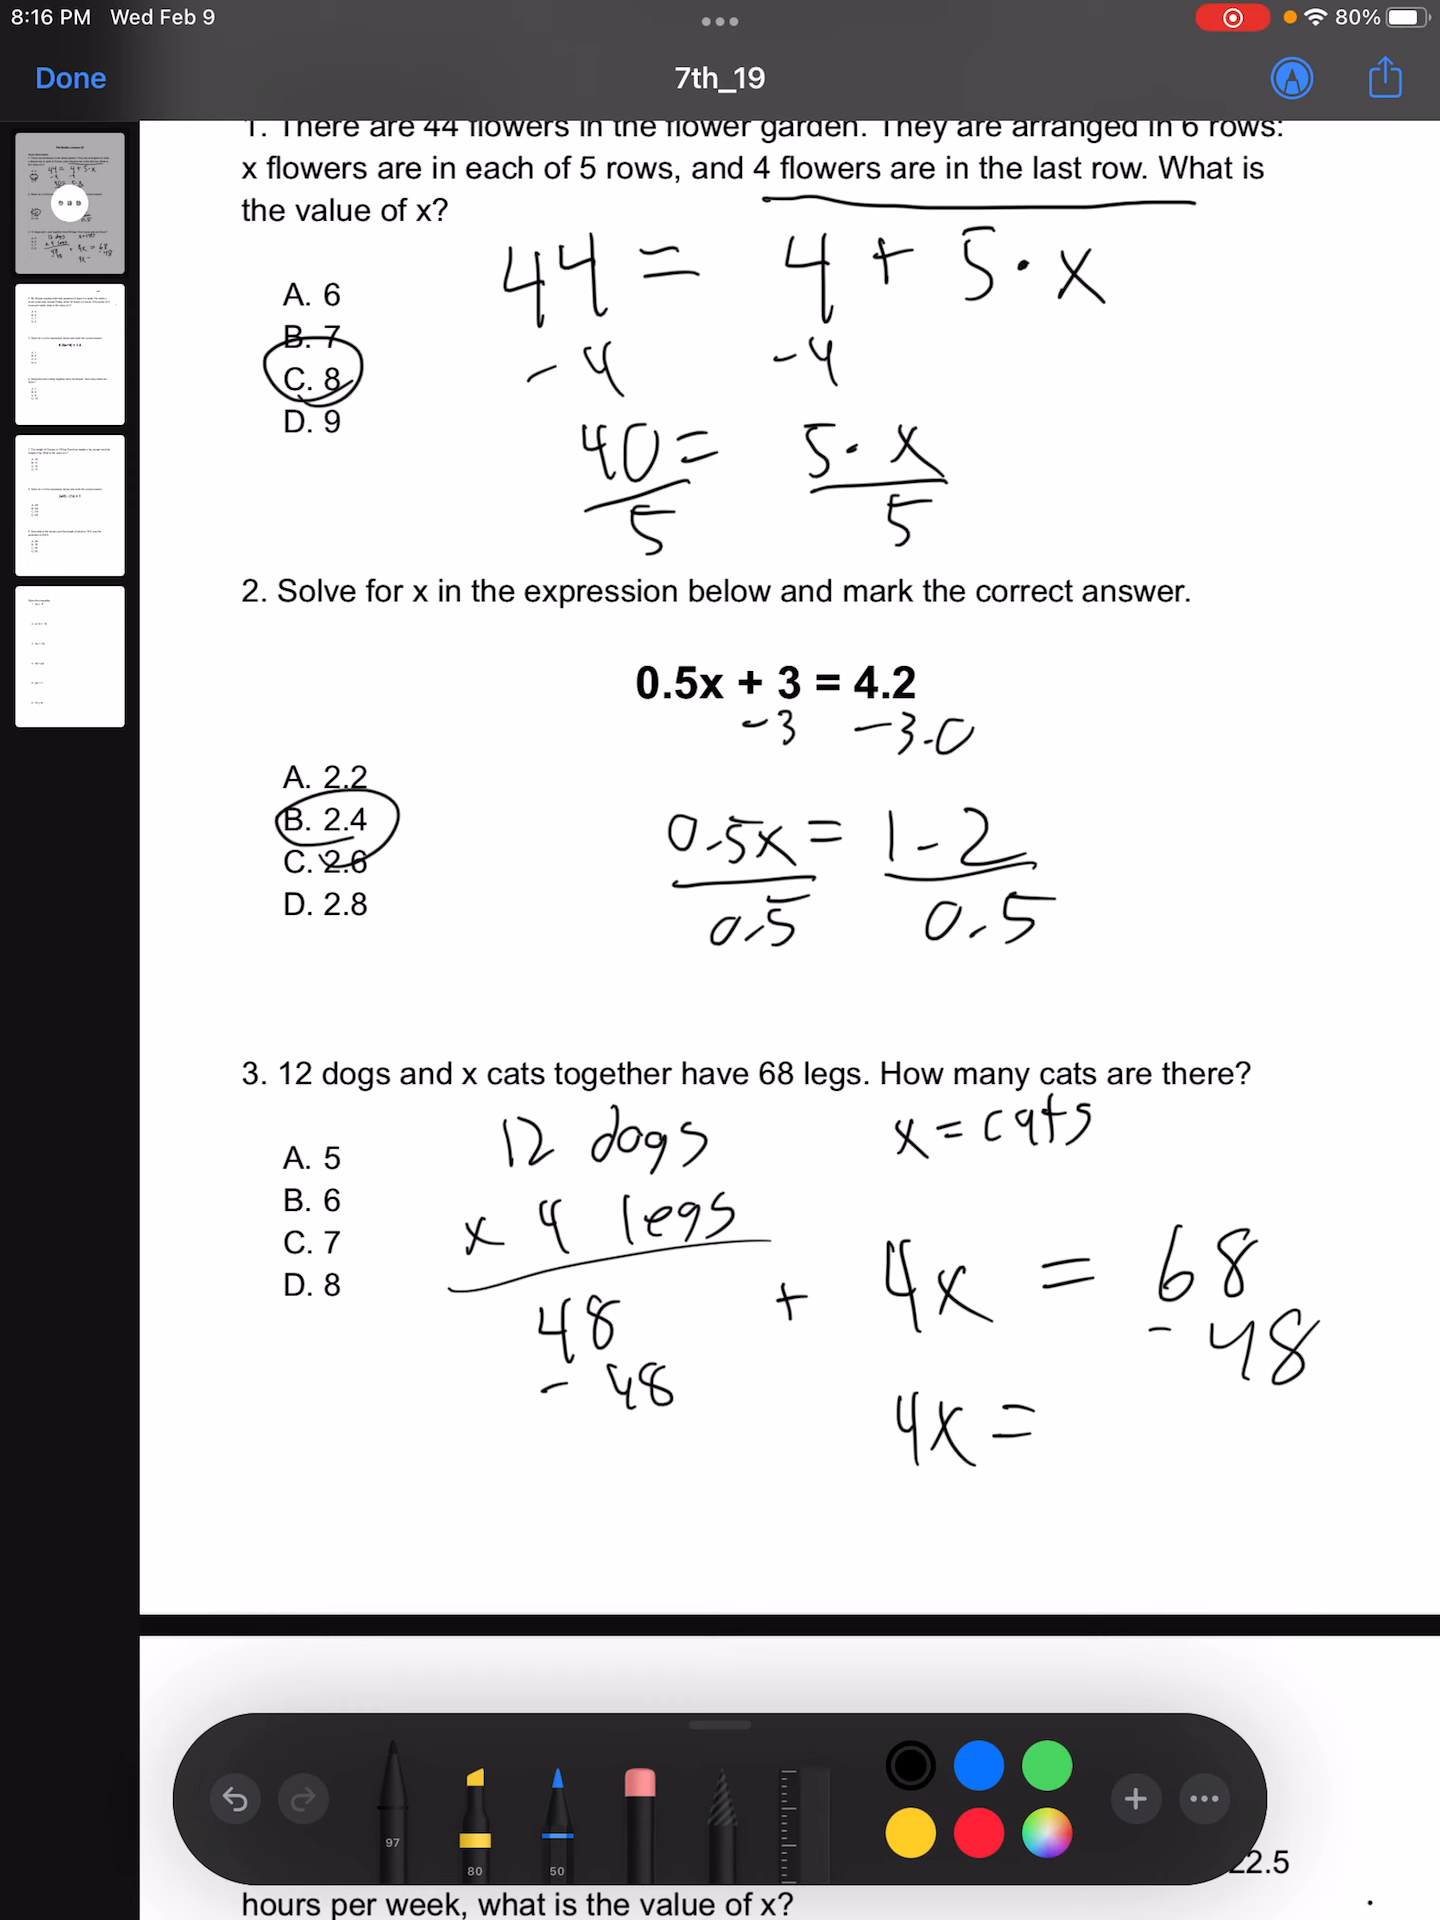 8:16 PM Wed Feb 9
80%
Done
7th_19
1. There are 44 flowers in the flower garden. They are arranged in 6 rows:
x flowers are in each of 5 rows, and 4 flowers are in the last row. What is
the value of x?
44 = 4 + 5 · x
A. 6
B. 7
- 4 - 4
C. 8
D. 9
40 = 5 · x
5 5
2. Solve for x in the expression below and mark the correct answer.
0.5x + 3 = 4.2
- 3 - 3.0
A. 2.2
B. 2.4
0.5x = 1.2
C. 2.6
D. 2.8
0.5 0.5
3. 12 dogs and x cats together have 68 legs. How many cats are there?
12 dogs x = cats
A. 5
B. 6
x 4 legs
C. 7
D. 8
48 + 4x = 68
- 48 - 48
4x =
97
80
50
22.5
hours per week, what is the value of x?